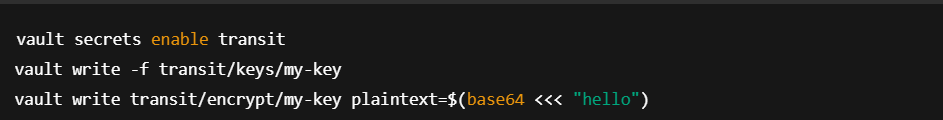 vault secrets enable transit
vault write -f transit/keys/my-key
vault write transit/encrypt/my-key plaintext=$(base64 <<< "hello")